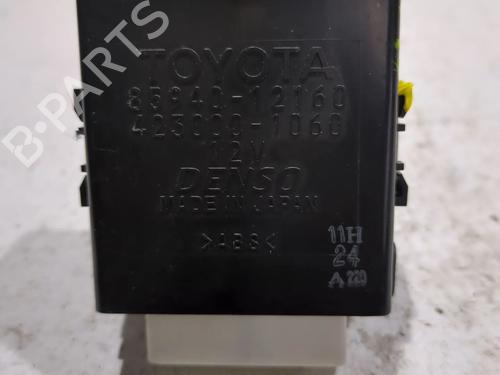 TOYOTA
85940-12160
423000-1060
12V
DENSO
MADE IN JAPAN
>ABS<
11H
24
A 220
B-PARTS